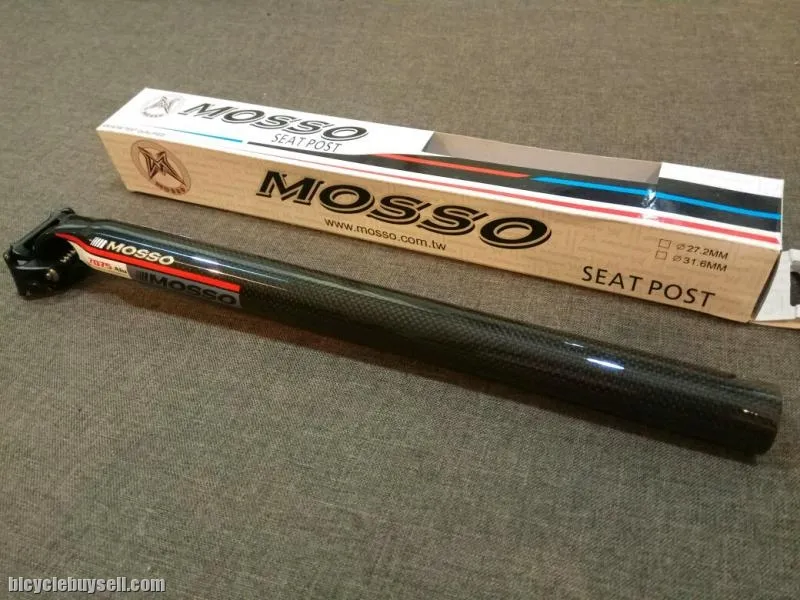 MOSSO
SEAT POST
MOSSO
MOSSO
www.mosso.com.tw
Ø27.2MM
Ø31.6MM
SEAT POST
MOSSO
7075
MOSSO
bicyclebuysell.com